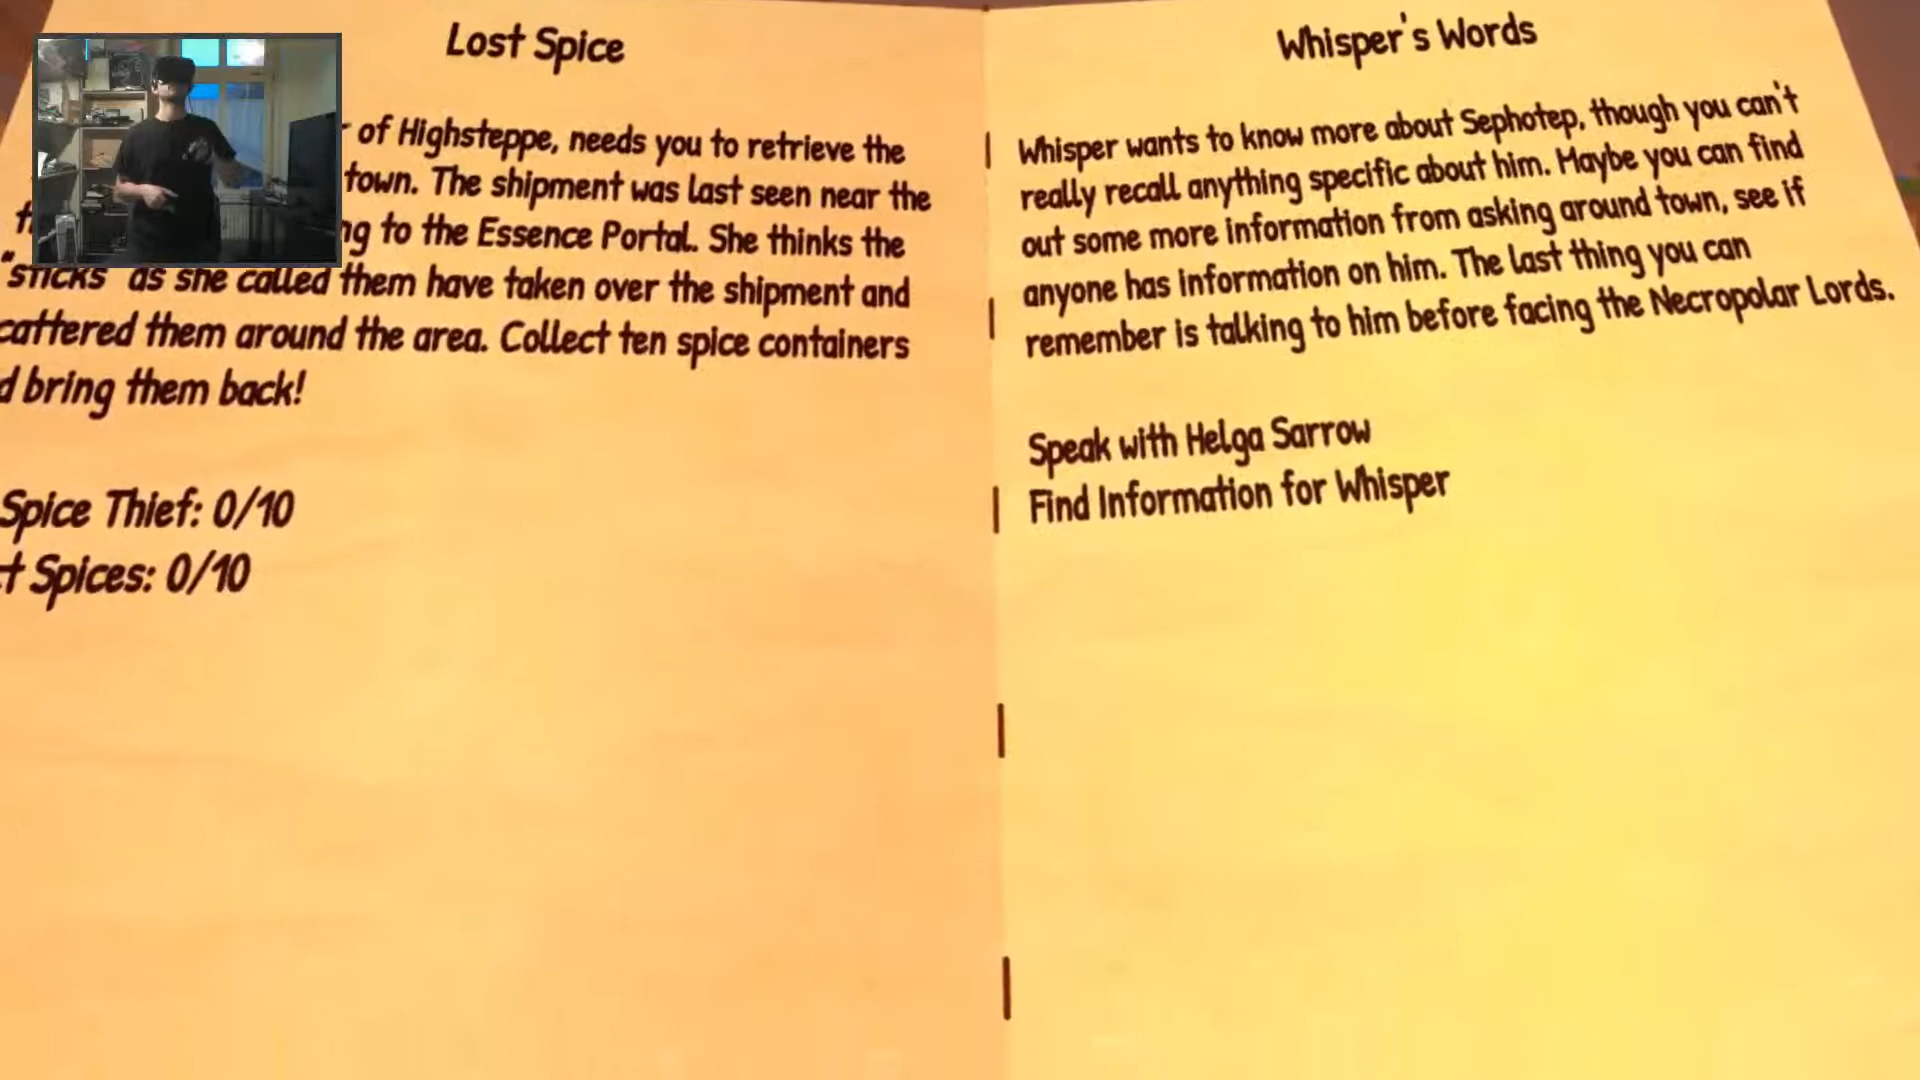 Lost Spice
of Highsteppe, needs you to retrieve the
town. The shipment was last seen near the
to the Essence Portal. She thinks the
"sticks" as she called them have taken over the shipment and
cattered them around the area. Collect ten spice containers
d bring them back!
Spice Thief: 0/10
Spices: 0/10
Whisper's Words
Whisper wants to know more about Sephotep, though you can't
really recall anything specific about him. Maybe you can find
out some more information from asking around town, see if
anyone has information on him. The last thing you can
remember is talking to him before facing the Necropolar Lords.
Speak with Helga Sarrow
Find Information for Whisper